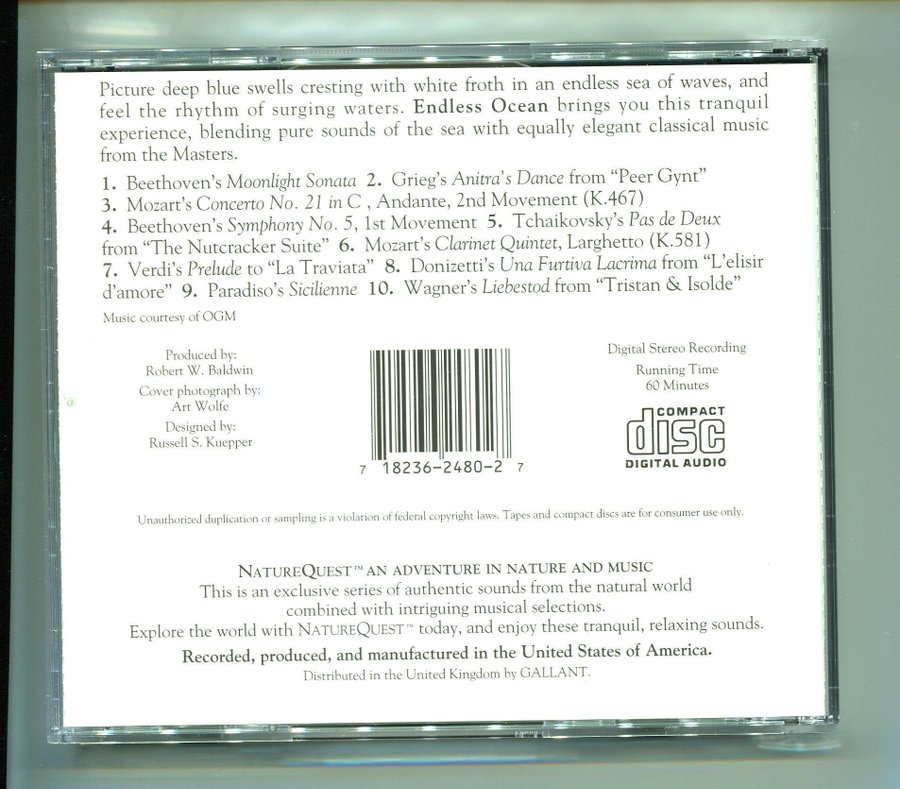 Picture deep blue swells cresting with white froth in an endless sea of waves, and
feel the rhythm of surging waters. Endless Ocean brings you this tranquil
experience, blending pure sounds of the sea with equally elegant classical music
from the Masters.
1. Beethoven's Moonlight Sonata 2. Grieg's Anitra's Dance from "Peer Gynt"
3. Mozart's Concerto No. 21 in C , Andante, 2nd Movement (K.467)
4. Beethoven's Symphony No. 5, 1st Movement 5. Tchaikovsky's Pas de Deux
from "The Nutcracker Suite" 6. Mozart's Clarinet Quintet, Larghetto (K.581)
7. Verdi's Prelude to "La Traviata" 8. Donizetti's Una Furtiva Lacrima from "L'elisir
d'amore" 9. Paradiso's Sicilienne 10. Wagner's Liebestod from "Tristan & Isolde"
Music courtesy of OGM
Produced by:
Robert W. Baldwin
Cover photograph by:
Art Wolfe
Designed by:
Russell S. Kuepper
7 18236-2480-2 7
Digital Stereo Recording
Running Time
60 Minutes
COMPACT
disc
DIGITAL AUDIO
Unauthorized duplication or sampling is a violation of federal copyright laws. Tapes and compact discs are for consumer use only.
NATUREQUEST™ AN ADVENTURE IN NATURE AND MUSIC
This is an exclusive series of authentic sounds from the natural world
combined with intriguing musical selections.
Explore the world with NATUREQUEST™ today, and enjoy these tranquil, relaxing sounds.
Recorded, produced, and manufactured in the United States of America.
Distributed in the United Kingdom by GALLANT.